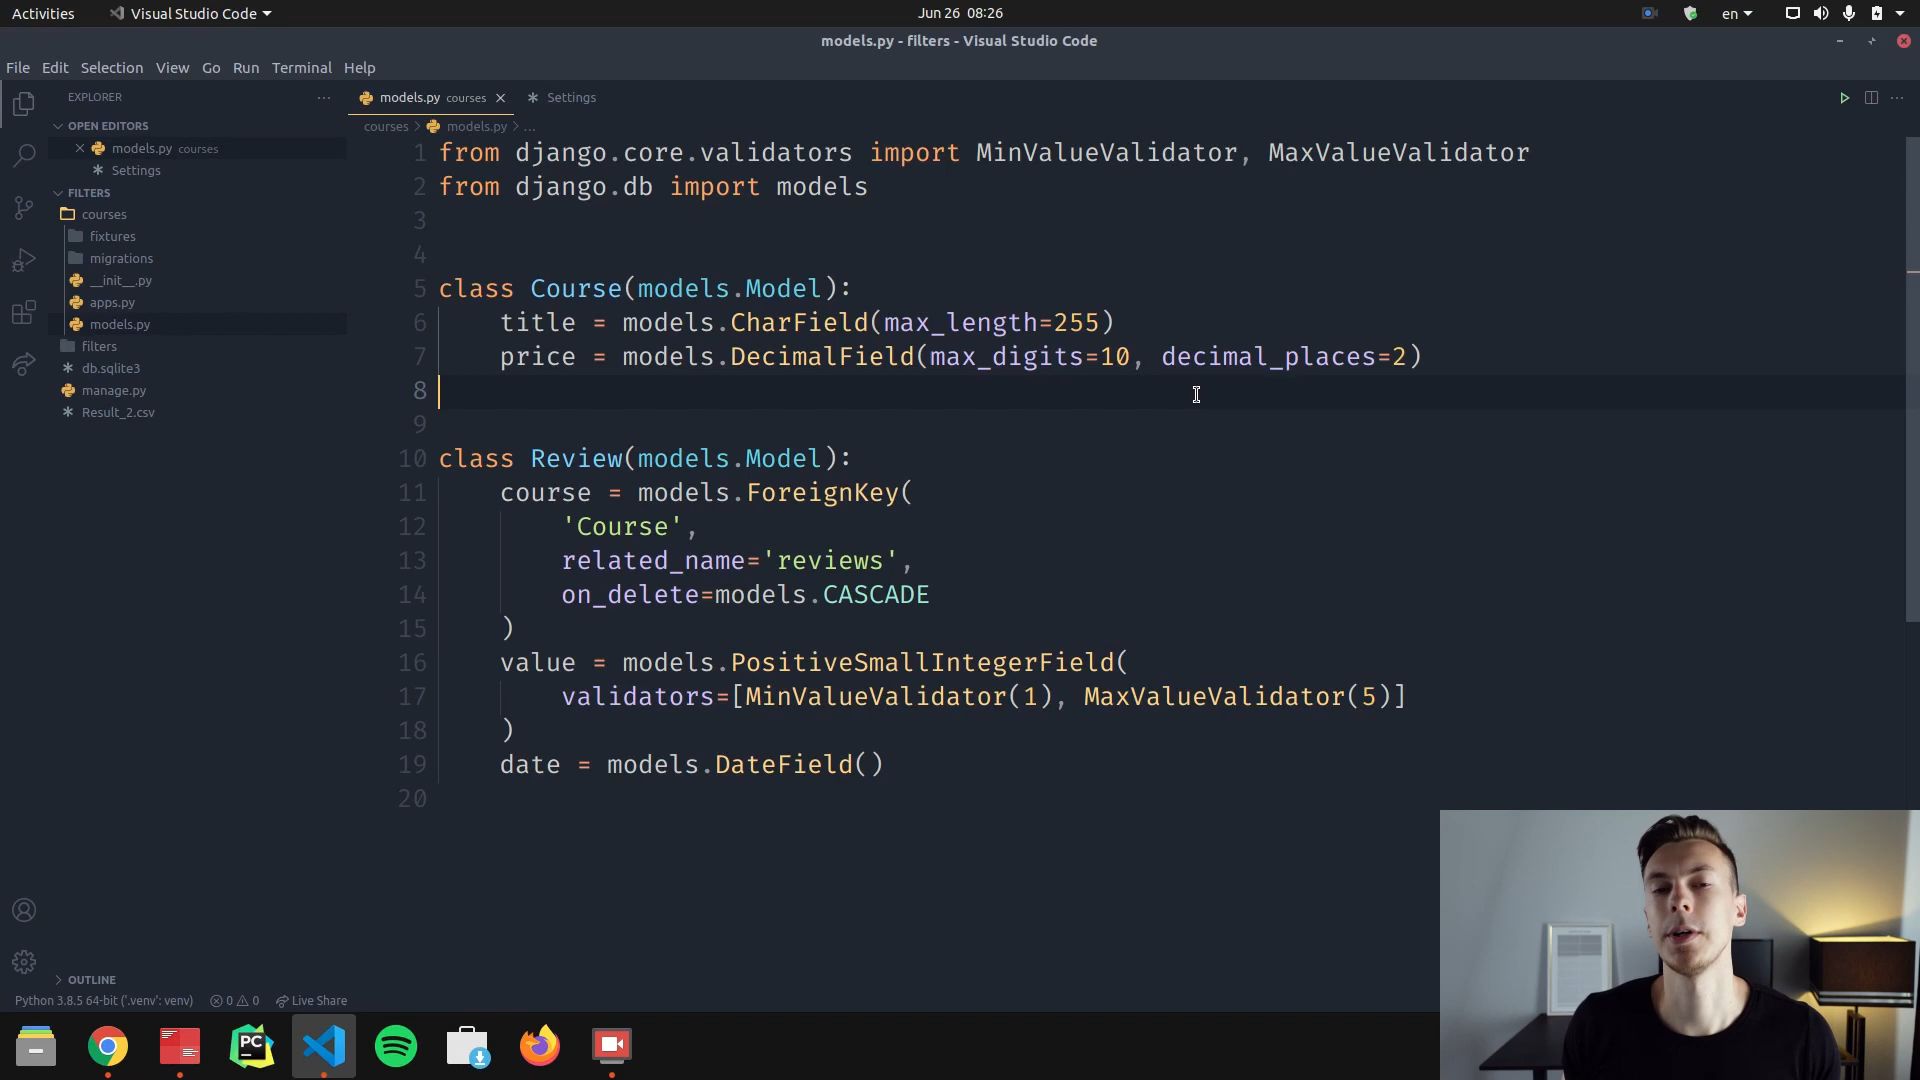 Activities
Visual Studio Code
Jun 26 08:26
en
models.py - filters - Visual Studio Code
File Edit Selection View Go Run Terminal Help
EXPLORER
models.py courses
Settings
OPEN EDITORS
courses > models.py > ...
models.py courses
Settings
FILTERS
courses
fixtures
migrations
__init__.py
apps.py
models.py
filters
db.sqlite3
manage.py
Result_2.csv
1 from django.core.validators import MinValueValidator, MaxValueValidator
2 from django.db import models
3
4
5 class Course(models.Model):
6 title = models.CharField(max_length=255)
7 price = models.DecimalField(max_digits=10, decimal_places=2)
8
9
10 class Review(models.Model):
11 course = models.ForeignKey(
12 'Course',
13 related_name='reviews',
14 on_delete=models.CASCADE
15 )
16 value = models.PositiveSmallIntegerField(
17 validators=[MinValueValidator(1), MaxValueValidator(5)]
18 )
19 date = models.DateField()
20
OUTLINE
Python 3.8.5 64-bit ('.venv': venv) 0 0 Live Share
PC